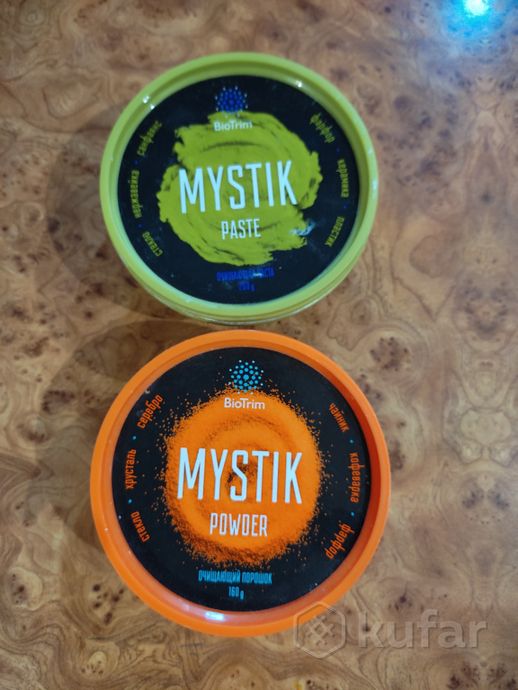 BioTrim
MYSTIK
PASTE
стекло
нержавейка
санфаянс
фарфор
керамика
пластик
BioTrim
MYSTIK
POWDER
стекло
хрусталь
серебро
чайник
кофеварка
фарфор
ОЧИЩАЮЩИЙ ПОРОШОК
160 g
kufar